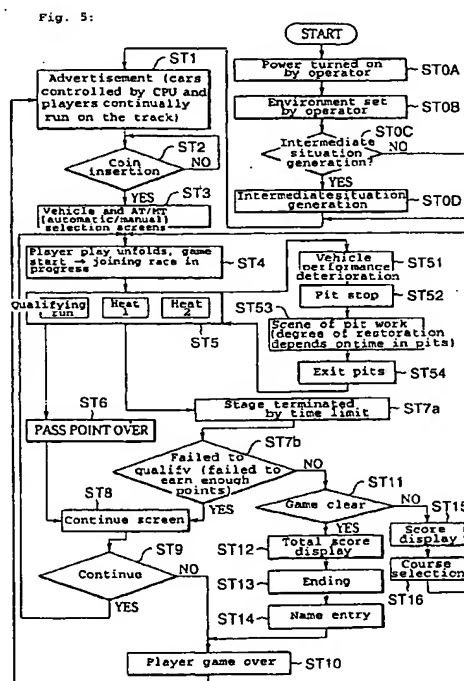 Fig. 5:
START
Power turned on
by operator
ST0A
Environment set
by operator
ST0B
Intermediate
situation
generation?
ST0C
NO
YES
Intermediatesituation
generation
ST0D
ST1
Advertisement (cars
controlled by CPU and
players continually
run on the track)
ST2
Coin
insertion
NO
YES
ST3
Vehicle and AT/MT
(automatic/manual)
selection screens
Player play unfolds, game
start → joining race in
progress
ST4
Qualifying
run
Heat
1
Heat
2
ST5
Vehicle
performance
deterioration
ST51
Pit stop
ST52
ST53
Scene of pit work
(degree of restoration
depends on time in pits)
Exit pits
ST54
ST6
PASS POINT OVER
Stage terminated
by time limit
ST7a
Failed to
qualify (failed to
earn enough
points)
ST7b
NO
YES
ST8
Continue screen
ST9
Continue
NO
YES
ST11
Game clear
NO
YES
ST12
Total score
display
ST13
Ending
ST14
Name entry
ST15
Score
display
Course
selection
ST16
Player game over
ST10